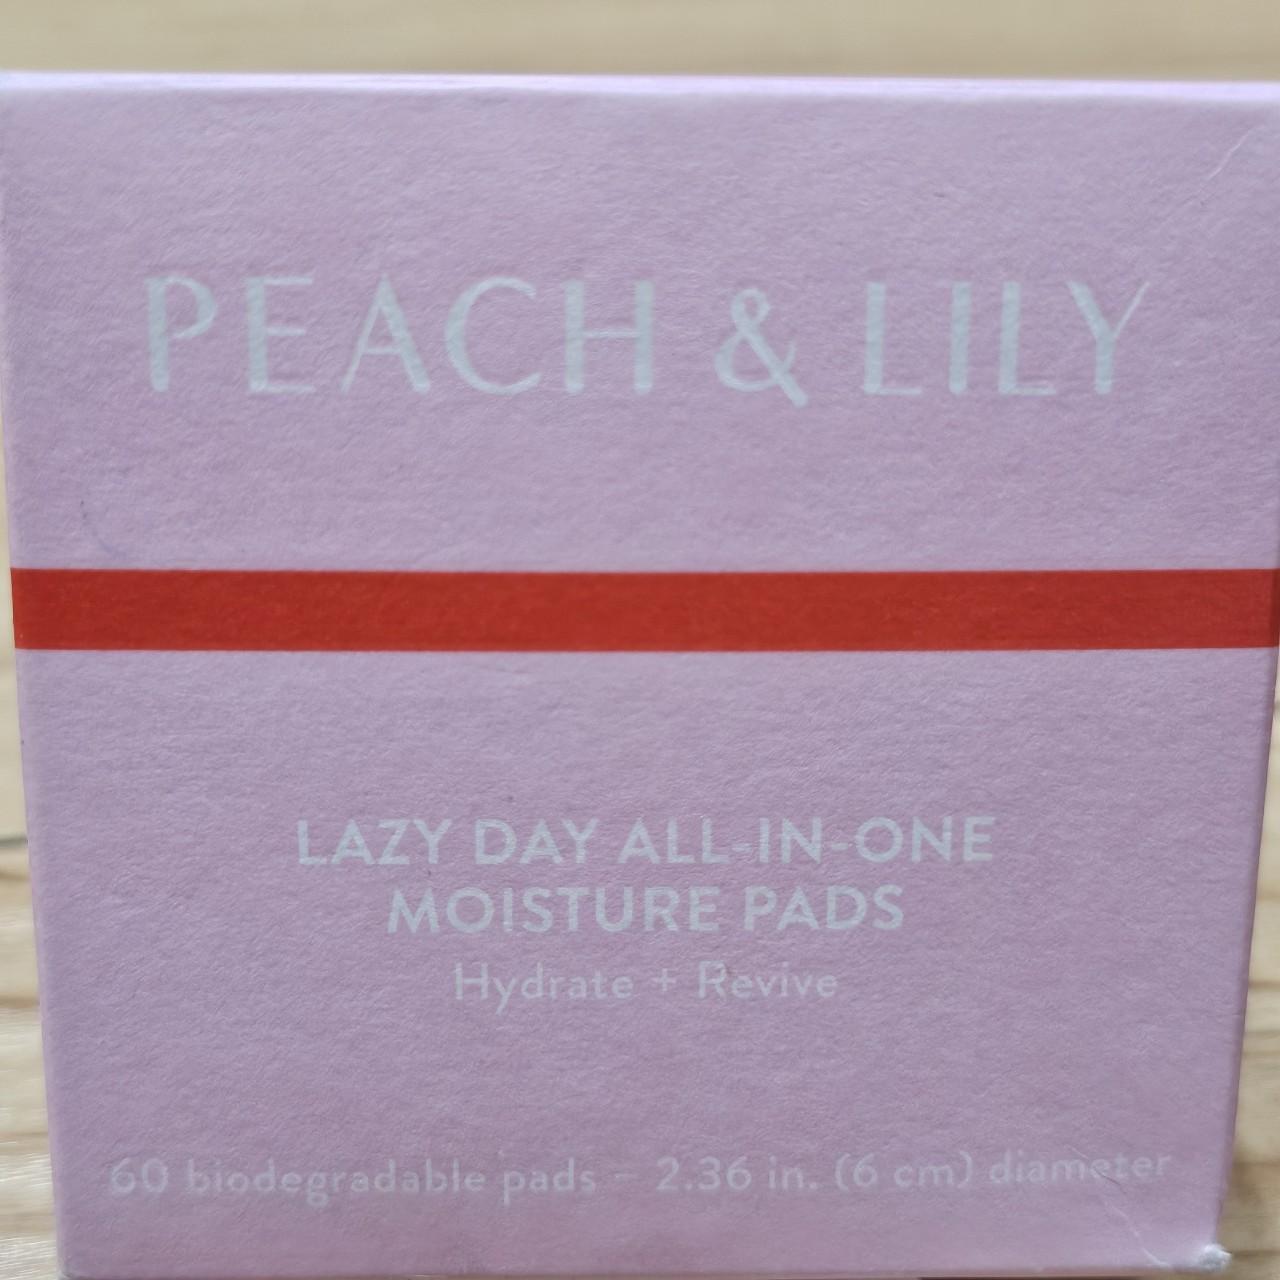 PEACH & LILY
LAZY DAY ALL-IN-ONE
MOISTURE PADS
Hydrate + Revive
60 biodegradable pads – 2.36 in. (6 cm) diameter